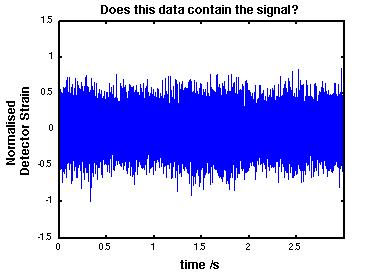 Does this data contain the signal?
1.5
1
0.5
0
-0.5
-1
-1.5
Normalised
Detector Strain
0 0.5 1 1.5 2 2.5
time /s